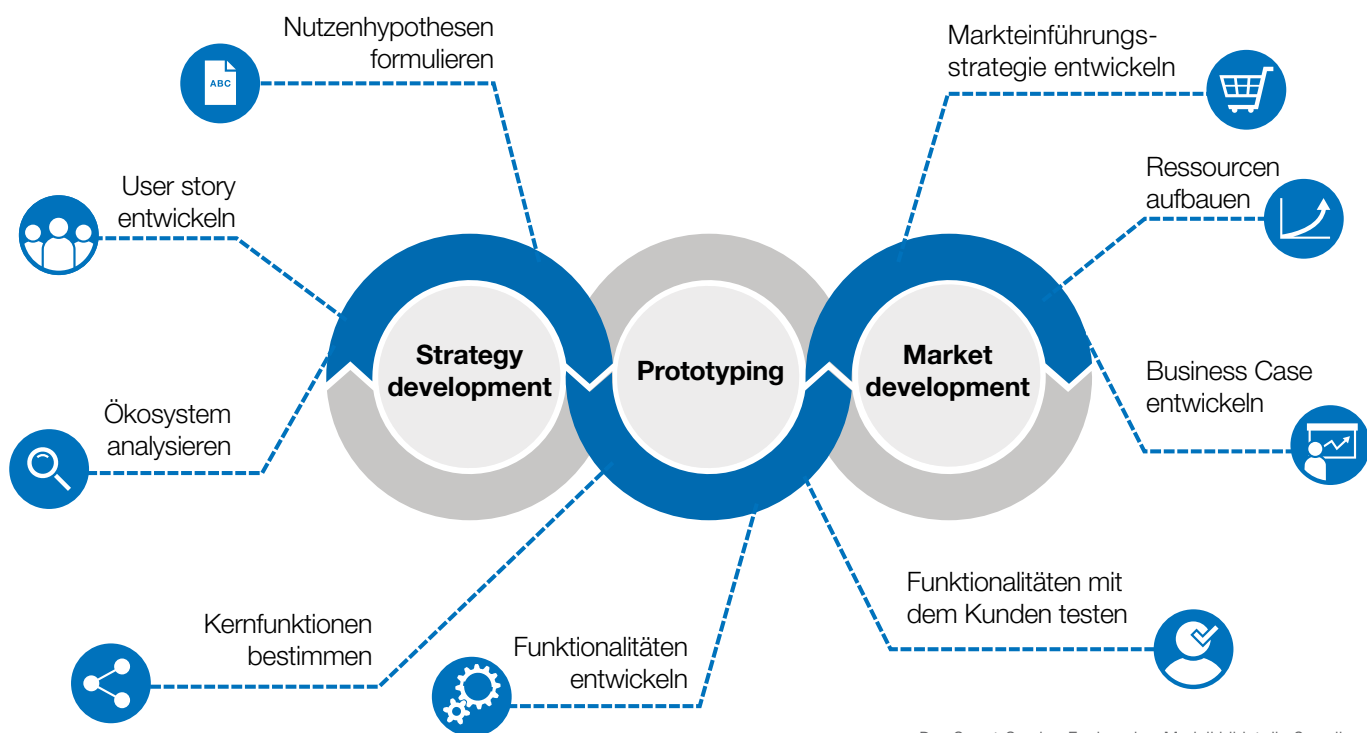 Nutzenhypothesen
formulieren
Markteinführungs-
strategie entwickeln
ABC
User story
entwickeln
Ressourcen
aufbauen
Strategy
development
Prototyping
Market
development
Business Case
entwickeln
Ökosystem
analysieren
Funktionalitäten mit
dem Kunden testen
Kernfunktionen
bestimmen
Funktionalitäten
entwickeln